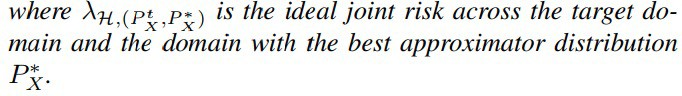 where λ_{\mathcal{H},(P_X^t,P_X^*)} is the ideal joint risk across the target do-
main and the domain with the best approximator distribution
P_X^*.